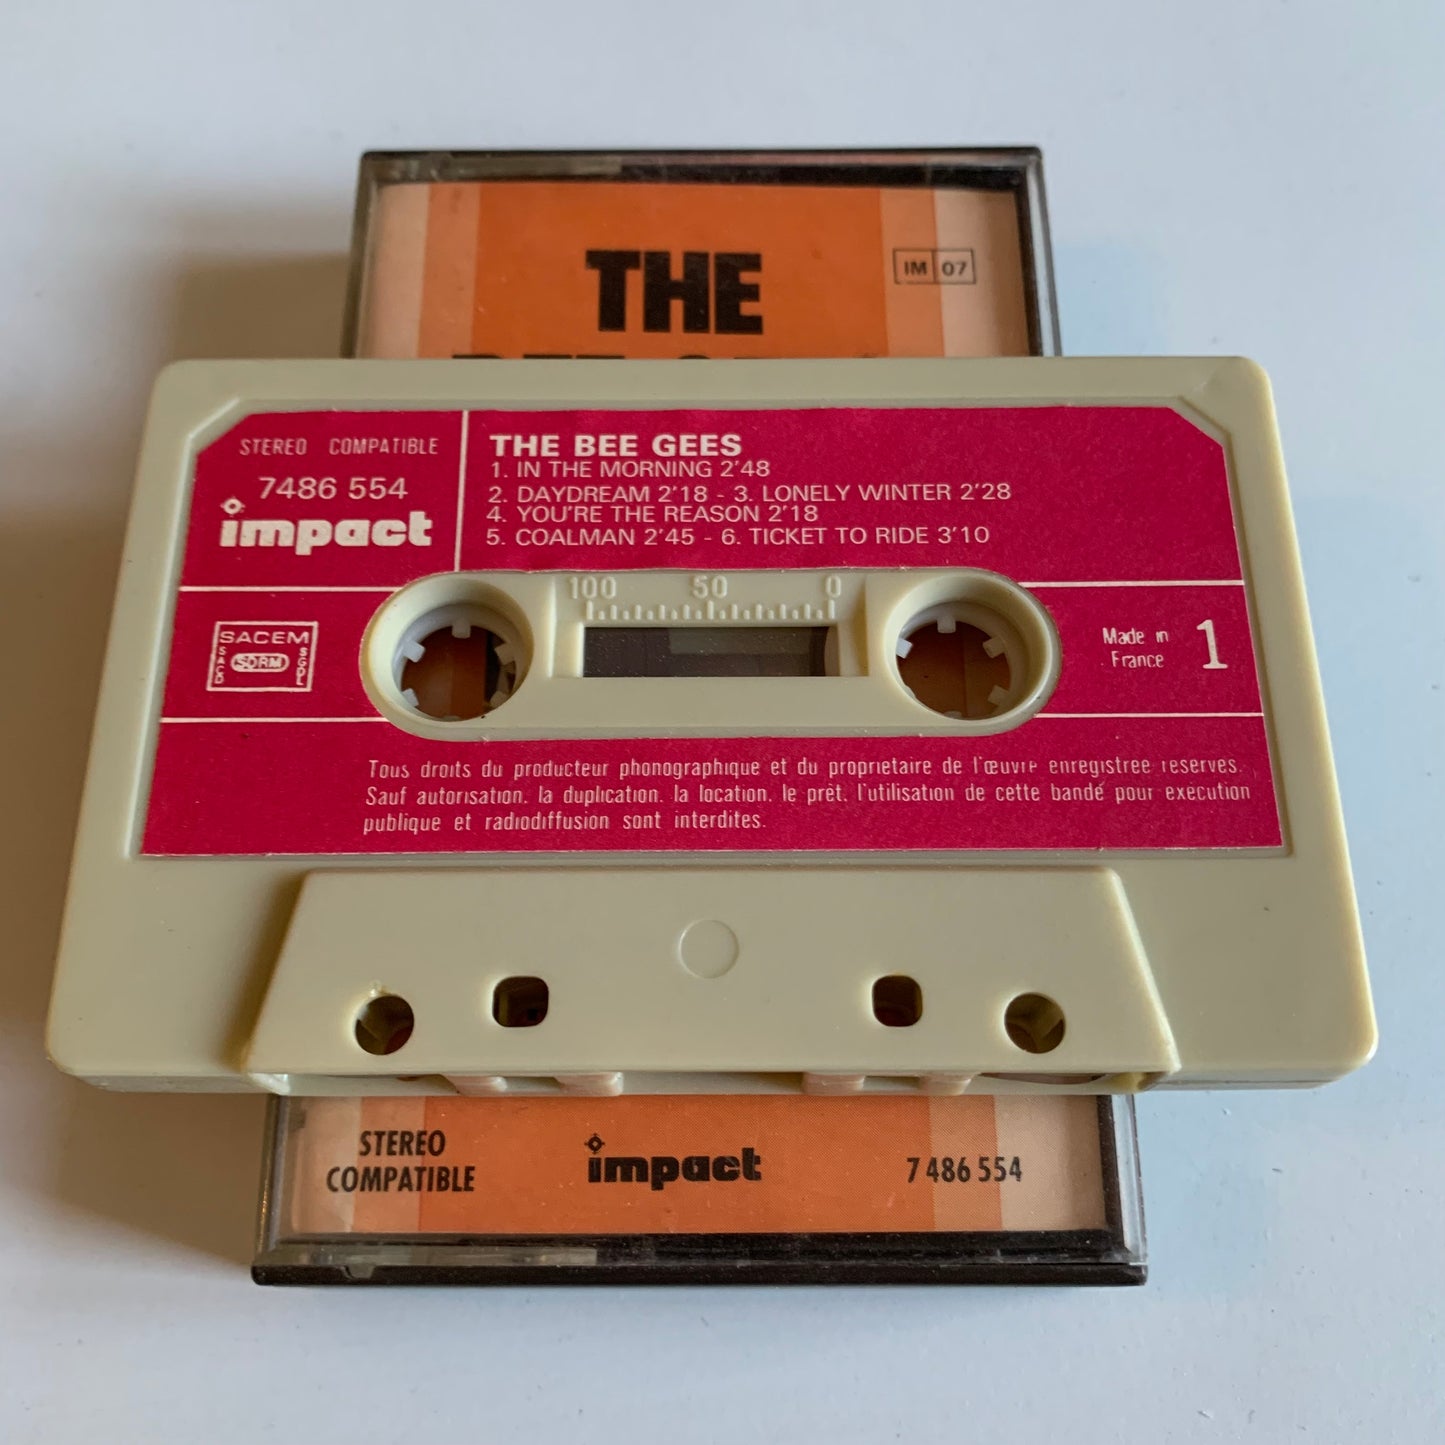 THE
IM 07
STEREO COMPATIBLE
7486 554
impact
THE BEE GEES
1. IN THE MORNING 2'48
2. DAYDREAM 2'18 - 3. LONELY WINTER 2'28
4. YOU'RE THE REASON 2'18
5. COALMAN 2'45 - 6. TICKET TO RIDE 3'10
100 50 0
SACEM
SACD SDRM SGDL
Made in
France
1
Tous droits du producteur phonographique et du proprietaire de l'œuvre enregistree reserves.
Sauf autorisation, la duplication, la location, le prêt, l'utilisation de cette bande pour execution
publique et radiodiffusion sont interdites.
STEREO
COMPATIBLE
impact
7 486 554